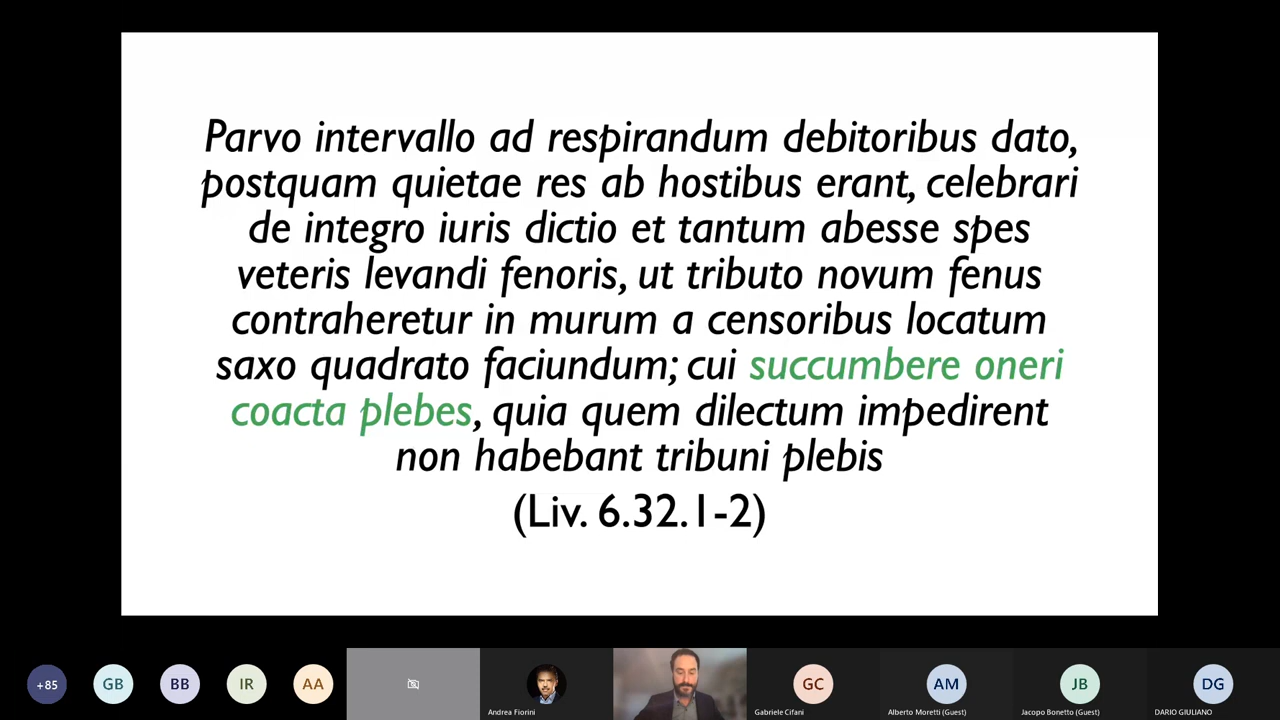 Parvo intervallo ad respirandum debitoribus dato,
postquam quietae res ab hostibus erant, celebrari
de integro iuris dictio et tantum abesse spes
veteris levandi fenoris, ut tributo novum fenus
contraheretur in murum a censoribus locatum
saxo quadrato faciundum; cui succumbere oneri
coacta plebes, quia quem dilectum impedirent
non habebant tribuni plebis
(Liv. 6.32.1-2)
+85
GB
BB
IR
AA
Andrea Fiorini
GC
Gabriele Cifani
AM
Alberto Moretti (Guest)
JB
Jacopo Bonetto (Guest)
DG
DARIO GIULIANO